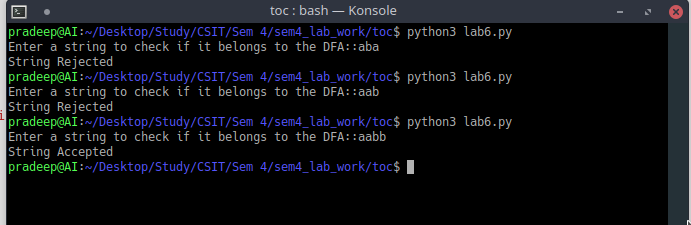 toc : bash — Konsole
pradeep@AI:~/Desktop/Study/CSIT/Sem 4/sem4_lab_work/toc$ python3 lab6.py
Enter a string to check if it belongs to the DFA::aba
String Rejected
pradeep@AI:~/Desktop/Study/CSIT/Sem 4/sem4_lab_work/toc$ python3 lab6.py
Enter a string to check if it belongs to the DFA::aab
String Rejected
pradeep@AI:~/Desktop/Study/CSIT/Sem 4/sem4_lab_work/toc$ python3 lab6.py
Enter a string to check if it belongs to the DFA::aabb
String Accepted
pradeep@AI:~/Desktop/Study/CSIT/Sem 4/sem4_lab_work/toc$